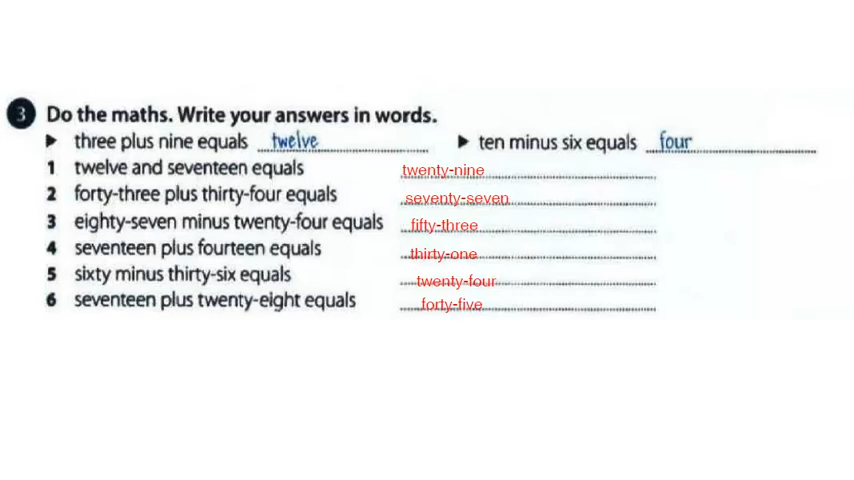 3 Do the maths. Write your answers in words.
▶ three plus nine equals twelve ▶ ten minus six equals four
1 twelve and seventeen equals twenty-nine
2 forty-three plus thirty-four equals seventy-seven
3 eighty-seven minus twenty-four equals fifty-three
4 seventeen plus fourteen equals thirty-one
5 sixty minus thirty-six equals twenty-four
6 seventeen plus twenty-eight equals forty-five